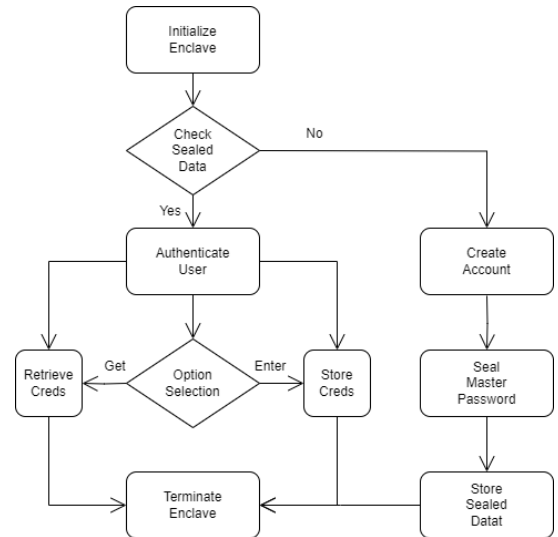 Initialize
Enclave
Check
Sealed
Data
No
Yes
Authenticate
User
Create
Account
Retrieve
Creds
Get
Option
Selection
Enter
Store
Creds
Seal
Master
Password
Terminate
Enclave
Store
Sealed
Datat